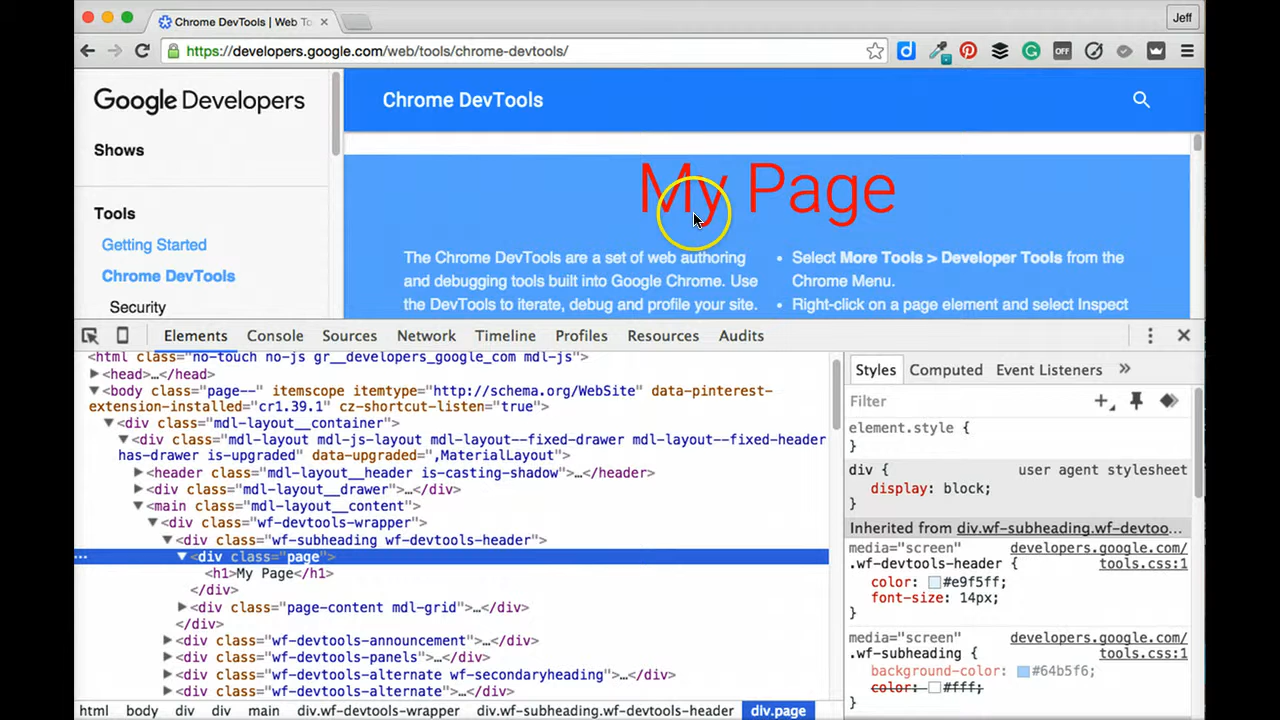 Chrome DevTools | Web To
Jeff
https://developers.google.com/web/tools/chrome-devtools/
OFF
Google Developers
Shows
Tools
Getting Started
Chrome DevTools
Security
Chrome DevTools
My Page
The Chrome DevTools are a set of web authoring
and debugging tools built into Google Chrome. Use
the DevTools to iterate, debug and profile your site.
• Select More Tools > Developer Tools from the
Chrome Menu.
• Right-click on a page element and select Inspect
Elements Console Sources Network Timeline Profiles Resources Audits
<html class="no-touch no-js gr__developers_google_com mdl-js">
▶<head>…</head>
▼<body class="page--" itemscope itemtype="http://schema.org/WebSite" data-pinterest-
extension-installed="cr1.39.1" cz-shortcut-listen="true">
▼<div class="mdl-layout__container">
▼<div class="mdl-layout mdl-js-layout mdl-layout--fixed-drawer mdl-layout--fixed-header
has-drawer is-upgraded" data-upgraded=",MaterialLayout">
▶<header class="mdl-layout__header is-casting-shadow">…</header>
▶<div class="mdl-layout__drawer">…</div>
▼<main class="mdl-layout__content">
▼<div class="wf-devtools-wrapper">
▼<div class="wf-subheading wf-devtools-header">
… ▼<div class="page">
<h1>My Page</h1>
</div>
▶<div class="page-content mdl-grid">…</div>
</div>
▶<div class="wf-devtools-announcement">…</div>
▶<div class="wf-devtools-panels">…</div>
▶<div class="wf-devtools-alternate wf-secondaryheading">…</div>
▶<div class="wf-devtools-alternate">…</div>
html body div div main div.wf-devtools-wrapper div.wf-subheading.wf-devtools-header div.page
Styles Computed Event Listeners »
Filter
element.style {
}
div { user agent stylesheet
display: block;
}
Inherited from div.wf-subheading.wf-devtoo…
media="screen" developers.google.com/
.wf-devtools-header { tools.css:1
color: #e9f5ff;
font-size: 14px;
}
media="screen" developers.google.com/
.wf-subheading { tools.css:1
background-color: #64b5f6;
color: #fff;
}